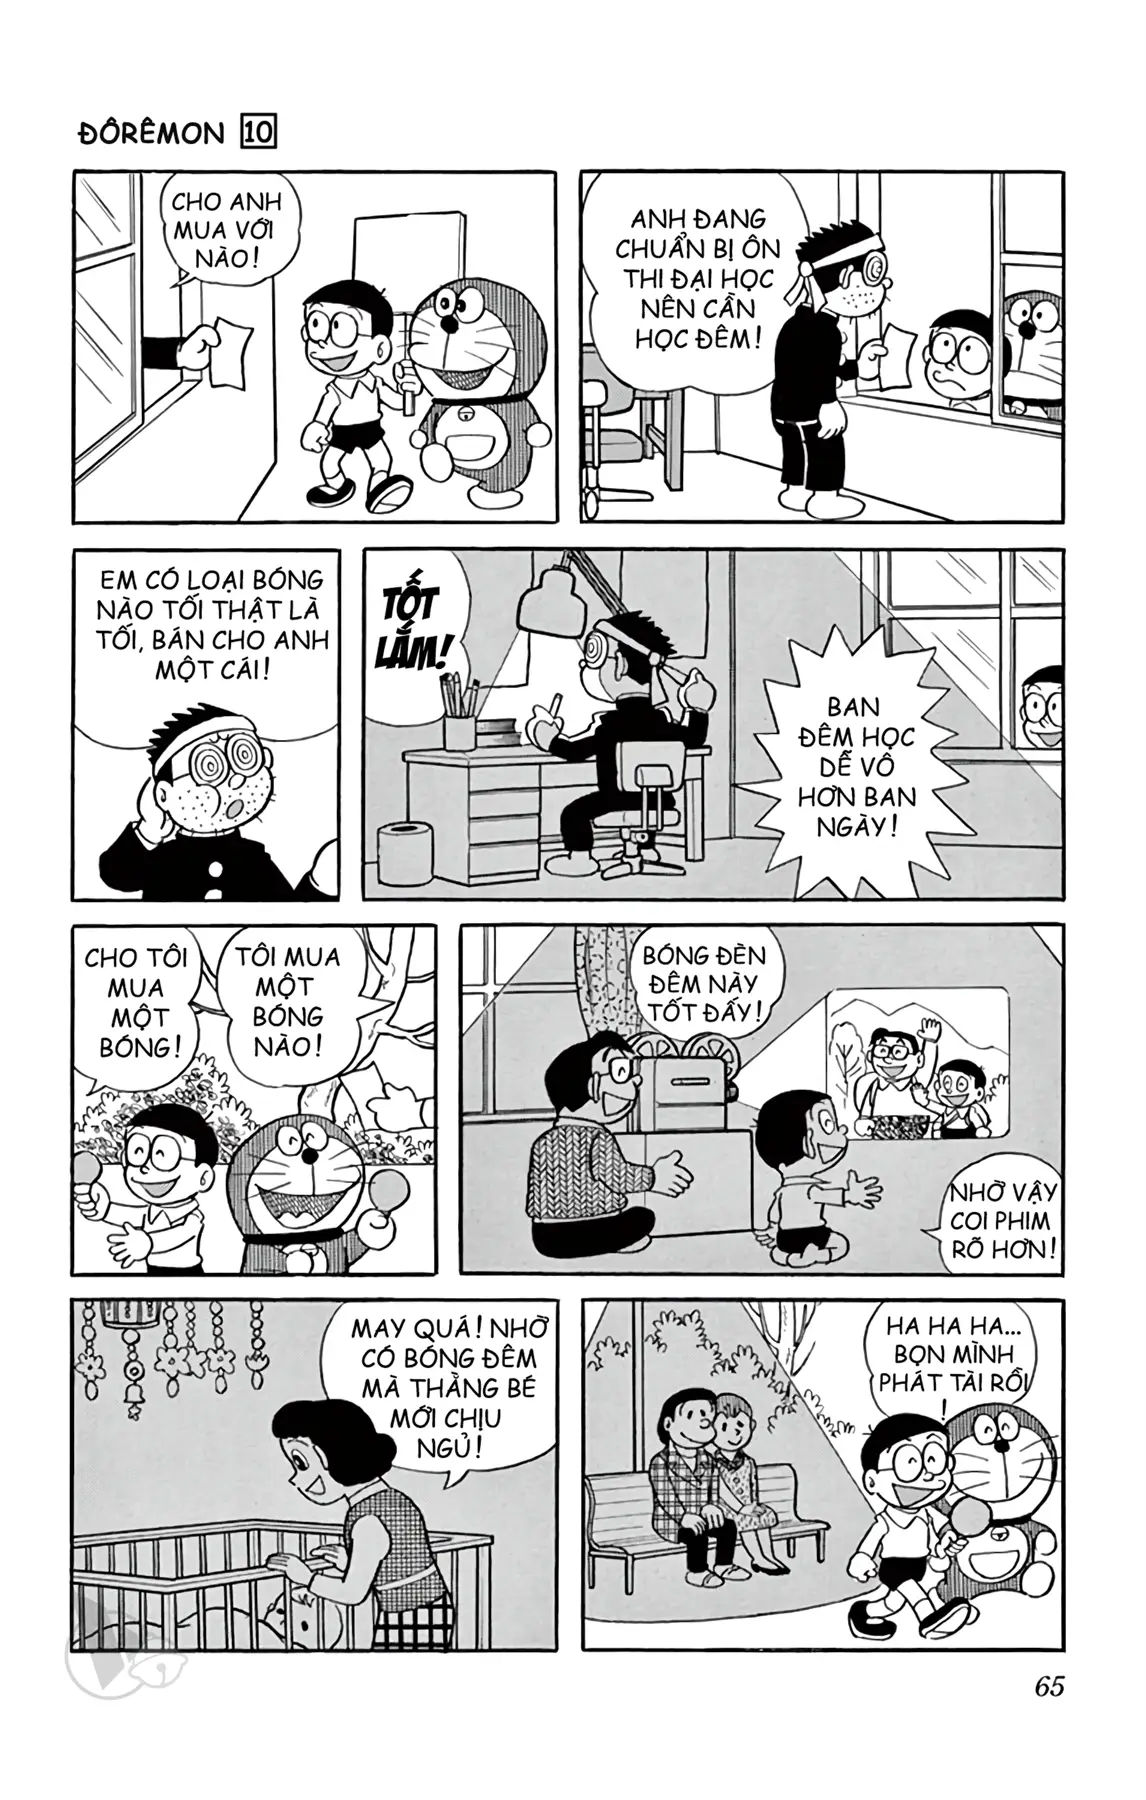 ĐÔRÊMON 10
CHO ANH
MUA VỚI
NÀO!
ANH ĐANG
CHUẨN BỊ ÔN
THI ĐẠI HỌC
NÊN CẦN
HỌC ĐÊM!
EM CÓ LOẠI BÓNG
NÀO TỐI THẬT LÀ
TỐI, BÁN CHO ANH
MỘT CÁI!
TỐT
LẮM!
BAN
ĐÊM HỌC
DỄ VÔ
HƠN BAN
NGÀY!
CHO TÔI
MUA
MỘT
BÓNG!
TÔI MUA
MỘT
BÓNG
NÀO!
BÓNG ĐÈN
ĐÊM NÀY
TỐT ĐẤY!
NHỜ VẬY
COI PHIM
RÕ HƠN!
MAY QUÁ! NHỜ
CÓ BÓNG ĐÊM
MÀ THẰNG BÉ
MỚI CHỊU
NGỦ!
HA HA HA...
BỌN MÌNH
PHÁT TÀI RỒI
!
65